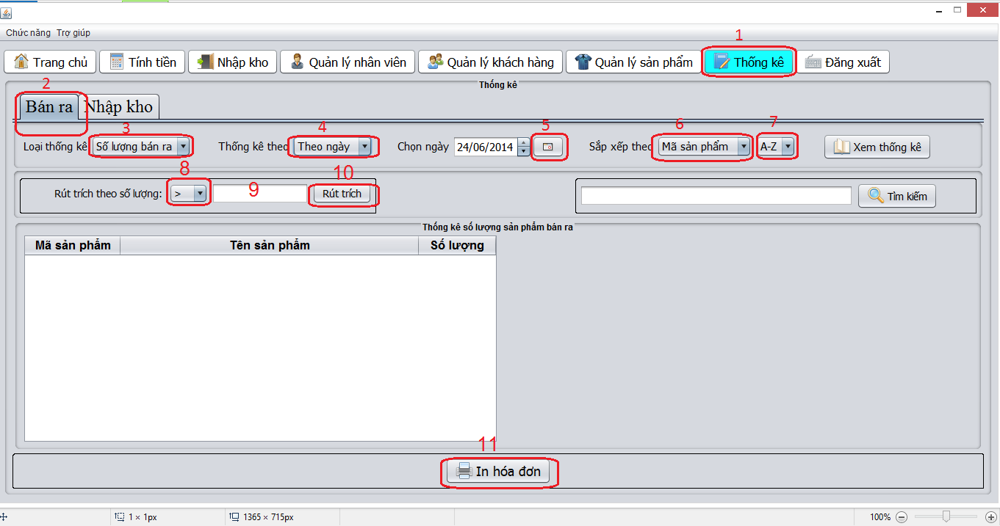 Chức năng Trợ giúp
1
Trang chủ Tính tiền Nhập kho Quản lý nhân viên Quản lý khách hàng Quản lý sản phẩm Thống kê Đăng xuất
Thống kê
2
Bán ra Nhập kho
3 4 5 6 7
Loại thống kê Số lượng bán ra Thống kê theo Theo ngày Chọn ngày 24/06/2014 Sắp xếp theo Mã sản phẩm A-Z Xem thống kê
8 9 10
Rút trích theo số lượng: > Rút trích Tìm kiếm
Thống kê số lượng sản phẩm bán ra
Mã sản phẩm Tên sản phẩm Số lượng
11
In hóa đơn
1 × 1px 1365 × 715px 100%